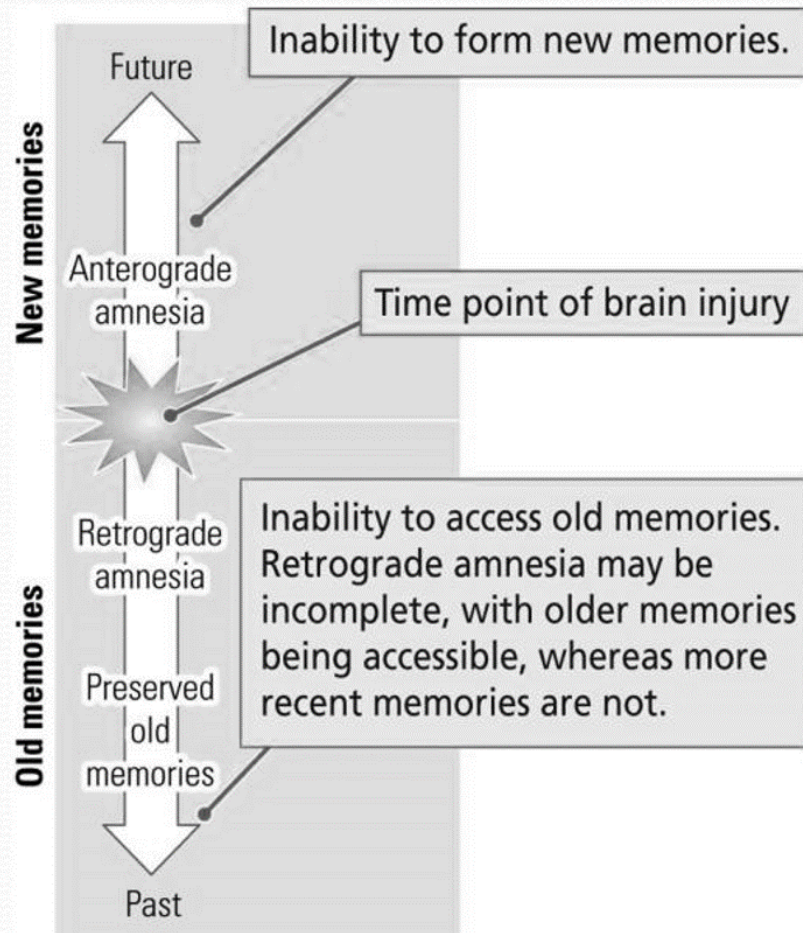 Inability to form new memories.
Future
New memories
Anterograde
amnesia
Time point of brain injury
Retrograde
amnesia
Inability to access old memories.
Retrograde amnesia may be
incomplete, with older memories
being accessible, whereas more
recent memories are not.
Old memories
Preserved
old
memories
Past